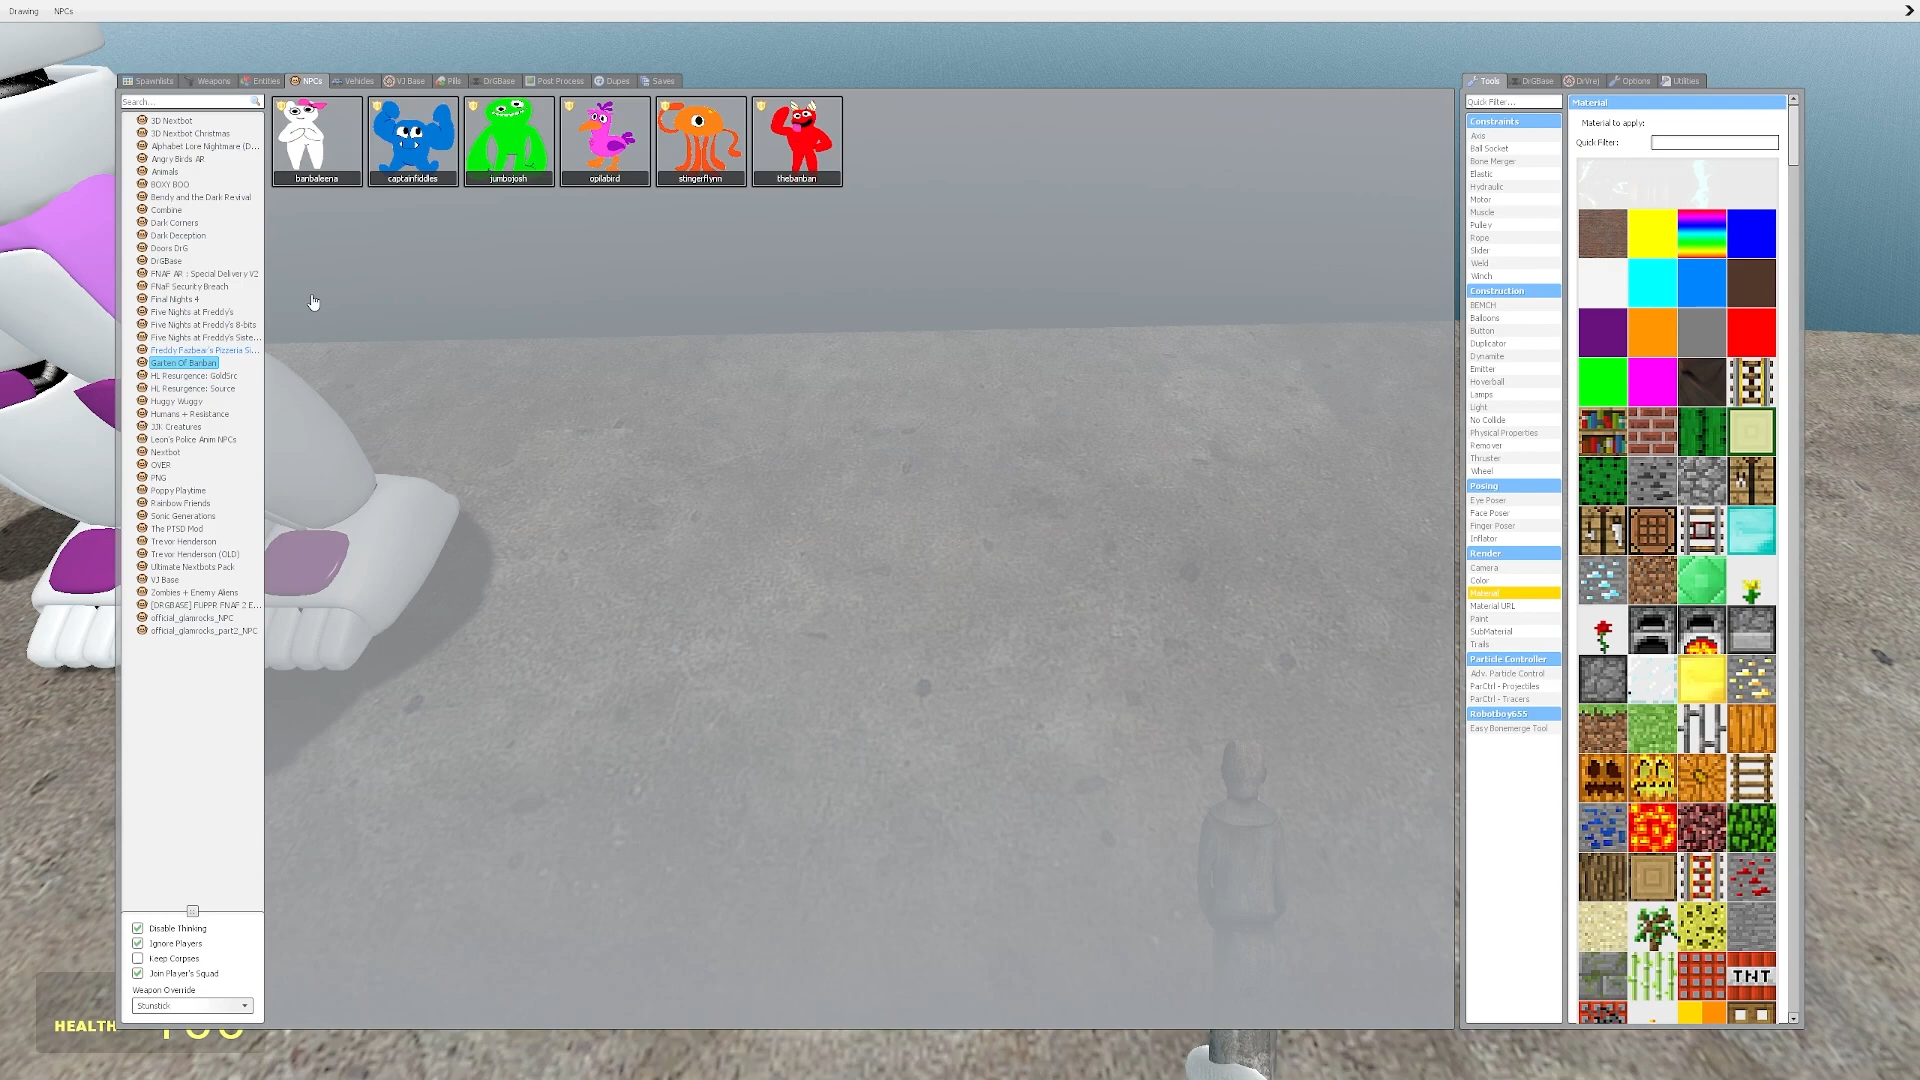 Drawing NPCs
Spawnlists Weapons Entities NPCs Vehicles VJ Base Pills DrGBase Post Process Dupes Saves
Search...
3D Nextbot
3D Nextbot Christmas
Alphabet Lore Nightmare (D...
Angry Birds AR
Animals
BOXY BOO
Bendy and the Dark Revival
Combine
Dark Corners
Dark Deception
Doors DrG
DrGBase
FNAF AR : Special Delivery V2
FNaF Security Breach
Final Nights 4
Five Nights at Freddy's
Five Nights at Freddy's 8-bits
Five Nights at Freddy's Siste...
Freddy Fazbear's Pizzeria Si...
Garten Of Banban
HL Resurgence: GoldSrc
HL Resurgence: Source
Huggy Wuggy
Humans + Resistance
JJK Creatures
Leon's Police Anim NPCs
Nextbot
OVER
PNG
Poppy Playtime
Rainbow Friends
Sonic Generations
The PTSD Mod
Trevor Henderson
Trevor Henderson (OLD)
Ultimate Nextbots Pack
VJ Base
Zombies + Enemy Aliens
[DRGBASE] FUPPR FNAF 2 E...
official_glamrocks_NPC
official_glamrocks_part2_NPC
Disable Thinking
Ignore Players
Keep Corpses
Join Player's Squad
Weapon Override
Stunstick
HEALTH 100
banbaleena captainfiddles jumbojosh opilabird stingerflynn thebanban
Tools DrGBase DrVrej Options Utilities
Quick Filter...
Constraints
Axis
Ball Socket
Bone Merger
Elastic
Hydraulic
Motor
Muscle
Pulley
Rope
Slider
Weld
Winch
Construction
BEMCH
Balloons
Button
Duplicator
Dynamite
Emitter
Hoverball
Lamps
Light
No Collide
Physical Properties
Remover
Thruster
Wheel
Posing
Eye Poser
Face Poser
Finger Poser
Inflator
Render
Camera
Color
Material
Material URL
Paint
SubMaterial
Trails
Particle Controller
Adv. Particle Control
ParCtrl - Projectiles
ParCtrl - Tracers
Robotboy655
Easy Bonemerge Tool
Material
Material to apply:
Quick Filter:
TNT